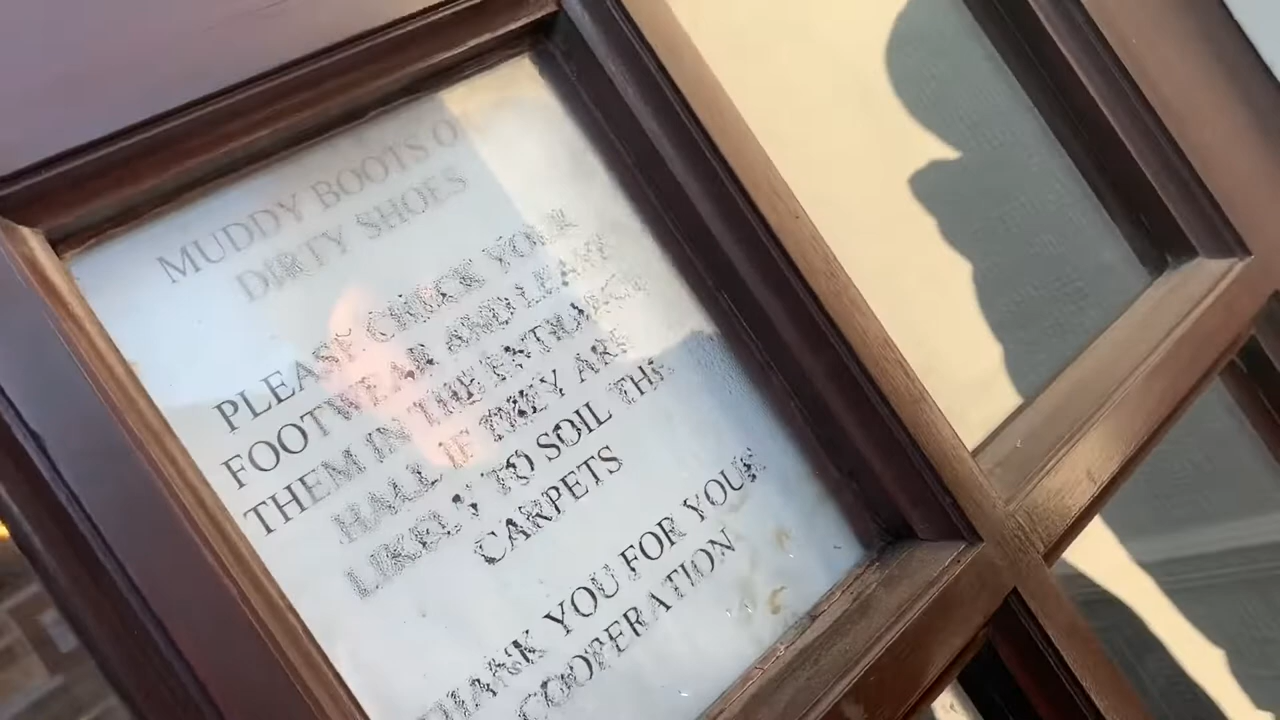 MUDDY BOOTS O
DIRTY SHOES
PLEASE CHECK YOUR
FOOTWEAR AND LEAVE
THEM IN THE ENTRANCE
HALL IF THEY ARE
LIKELY TO SOIL THE
CARPETS
THANK YOU FOR YOUR
COOPERATION